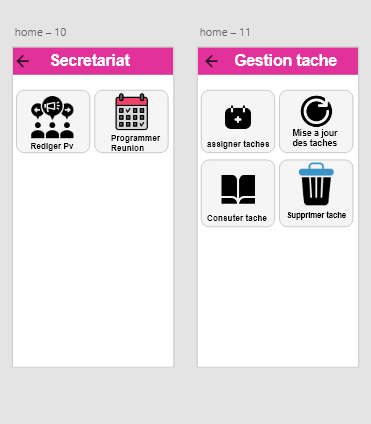 home – 10
Secretariat
Rediger Pv
Programmer
Reunion
home – 11
Gestion tache
assigner taches
Mise a jour
des taches
Consuter tache
Supprimer tache